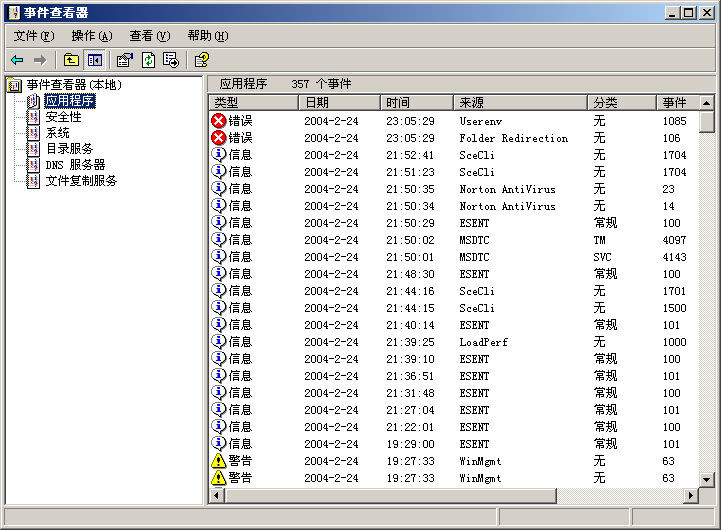 事件查看器
文件(F) 操作(A) 查看(V) 帮助(H)
事件查看器(本地)
应用程序
安全性
系统
目录服务
DNS 服务器
文件复制服务
应用程序 357 个事件
类型 日期 时间 来源 分类 事件
错误 2004-2-24 23:05:29 Userenv 无 1085
错误 2004-2-24 23:05:29 Folder Redirection 无 106
信息 2004-2-24 21:52:41 SceCli 无 1704
信息 2004-2-24 21:51:23 SceCli 无 1704
信息 2004-2-24 21:50:35 Norton AntiVirus 无 23
信息 2004-2-24 21:50:34 Norton AntiVirus 无 14
信息 2004-2-24 21:50:29 ESENT 常规 100
信息 2004-2-24 21:50:02 MSDTC TM 4097
信息 2004-2-24 21:50:01 MSDTC SVC 4143
信息 2004-2-24 21:48:30 ESENT 常规 100
信息 2004-2-24 21:44:16 SceCli 无 1701
信息 2004-2-24 21:44:15 SceCli 无 1500
信息 2004-2-24 21:40:14 ESENT 常规 101
信息 2004-2-24 21:39:25 LoadPerf 无 1000
信息 2004-2-24 21:39:10 ESENT 常规 100
信息 2004-2-24 21:36:51 ESENT 常规 101
信息 2004-2-24 21:31:48 ESENT 常规 100
信息 2004-2-24 21:27:04 ESENT 常规 101
信息 2004-2-24 21:22:01 ESENT 常规 100
信息 2004-2-24 19:29:00 ESENT 常规 101
警告 2004-2-24 19:27:33 WinMgmt 无 63
警告 2004-2-24 19:27:33 WinMgmt 无 63